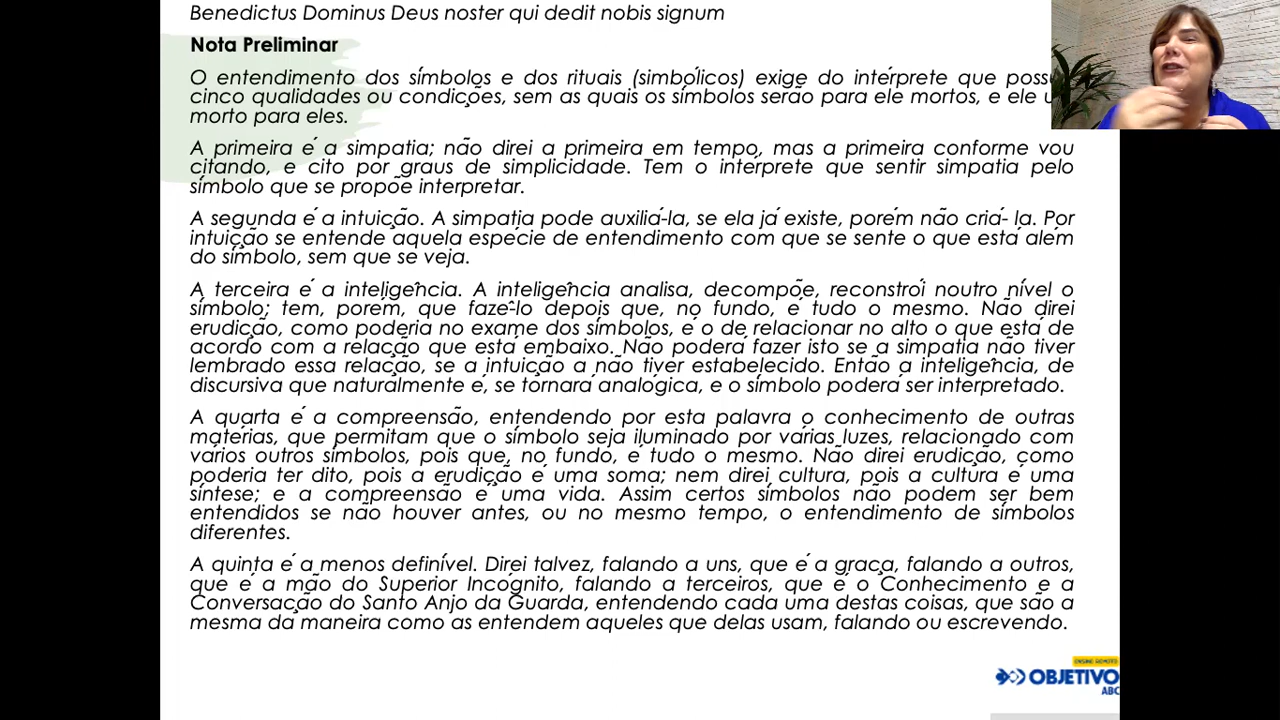 Benedictus Dominus Deus noster qui dedit nobis signum
Nota Preliminar
O entendimento dos símbolos e dos rituais (simbólicos) exige do intérprete que
cinco qualidades ou condições, sem as quais os símbolos serão para ele mortos, e ele
morto para eles.
A primeira é a simpatia; não direi a primeira em tempo, mas a primeira conforme vou
citando, e cito por graus de simplicidade. Tem o intérprete que sentir simpatia pelo
símbolo que se propõe interpretar.
A segunda é a intuição. A simpatia pode auxiliá-la, se ela já existe, porém não criá- la. Por
intuição se entende aquela espécie de entendimento com que se sente o que está além
do símbolo, sem que se veja.
A terceira é a inteligência. A inteligência analisa, decompõe, reconstrói noutro nível o
símbolo; tem, porém, que fazê-lo depois que, no fundo, é tudo o mesmo. Não direi
erudição, como poderia no exame dos símbolos, é o de relacionar no alto o que está de
acordo com a relação que está embaixo. Não poderá fazer isto se a simpatia não tiver
lembrado essa relação, se a intuição a não tiver estabelecido. Então a inteligência, de
discursiva que naturalmente é, se tornará analógica, e o símbolo poderá ser interpretado.
A quarta é a compreensão, entendendo por esta palavra o conhecimento de outras
matérias, que permitam que o símbolo seja iluminado por várias luzes, relacionado com
vários outros símbolos, pois que, no fundo, é tudo o mesmo. Não direi erudição, como
poderia ter dito, pois a erudição é uma soma; nem direi cultura, pois a cultura é uma
síntese; e a compreensão é uma vida. Assim certos símbolos não podem ser bem
entendidos se não houver antes, ou no mesmo tempo, o entendimento de símbolos
diferentes.
A quinta é a menos definível. Direi talvez, falando a uns, que é a graça, falando a outros,
que é a mão do Superior Incógnito, falando a terceiros, que é o Conhecimento e a
Conversação do Santo Anjo da Guarda, entendendo cada uma destas coisas, que são a
mesma da maneira como as entendem aqueles que delas usam, falando ou escrevendo.
ENSINO REMOTO
OBJETIVO
ABC